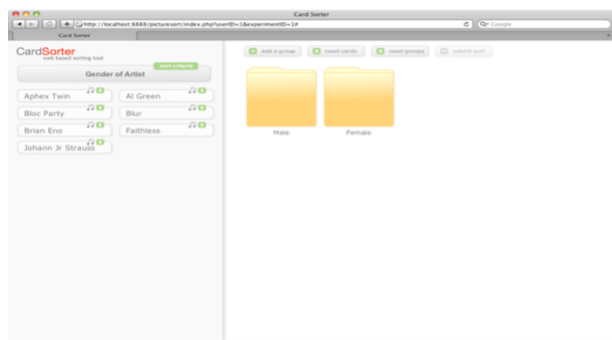 Card Sorter
http://localhost:8888/picturesort/index.php?userID=1&experimentID=1#
Google
Card Sorter
CardSorter
web based sorting tool
sort criteria
Gender of Artist
Aphex Twin
Al Green
Bloc Party
Blur
Brian Eno
Faithless
Johann Jr Strauss
add a group
reset cards
reset groups
submit sort
Male
Female